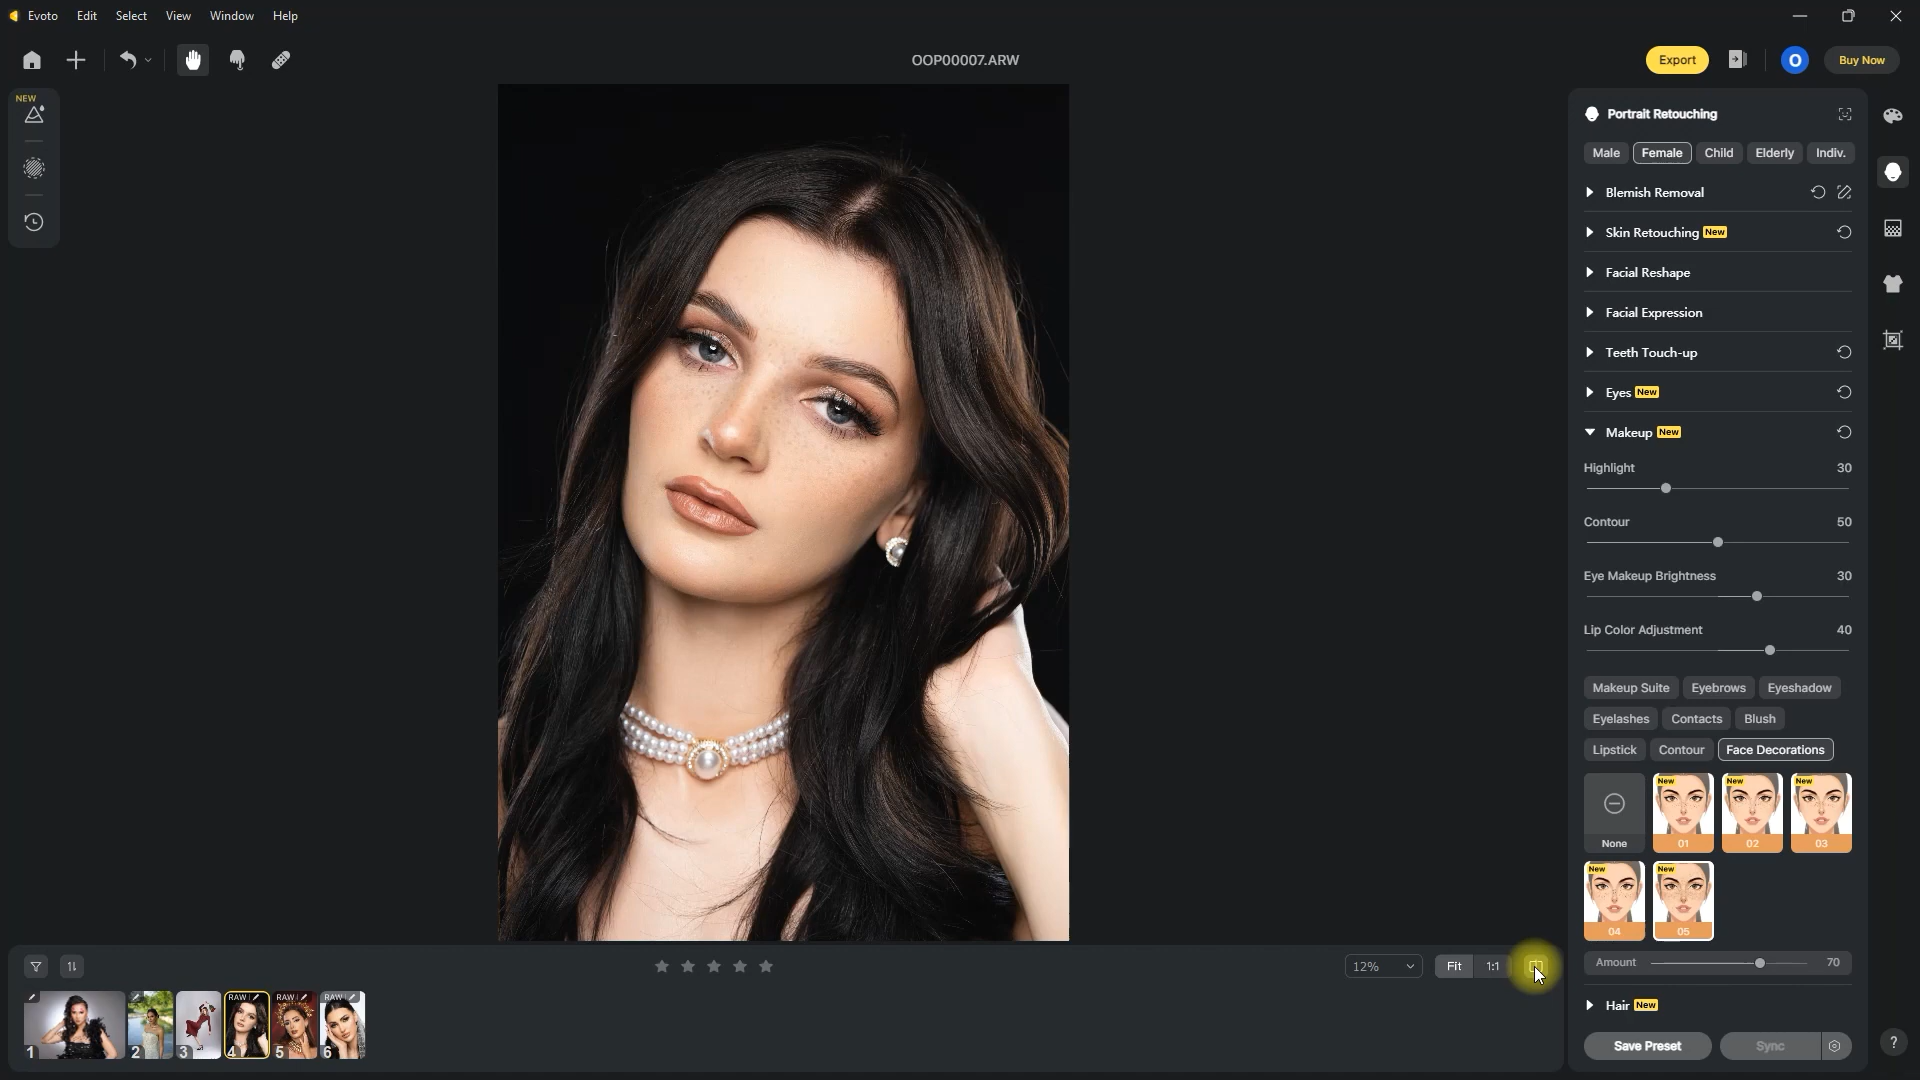 Evoto Edit Select View Window Help
OOP00007.ARW
Export
O
Buy Now
NEW
Portrait Retouching
Male Female Child Elderly Indiv.
Blemish Removal
Skin Retouching New
Facial Reshape
Facial Expression
Teeth Touch-up
Eyes New
Makeup New
Highlight 30
Contour 50
Eye Makeup Brightness 30
Lip Color Adjustment 40
Makeup Suite Eyebrows Eyeshadow
Eyelashes Contacts Blush
Lipstick Contour Face Decorations
New New New
None 01 02 03
New New
04 05
Amount 70
Hair New
Save Preset Sync
12% Fit 1:1
RAW RAW RAW
1 2 3 4 5 6
?